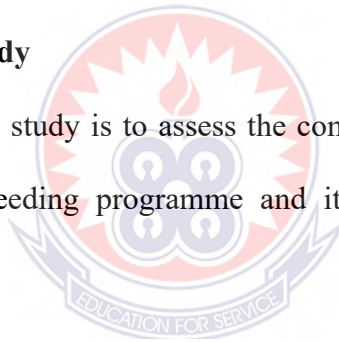 dy
study is to assess the con
eeding programme and it
EDUCATION FOR SERVICE